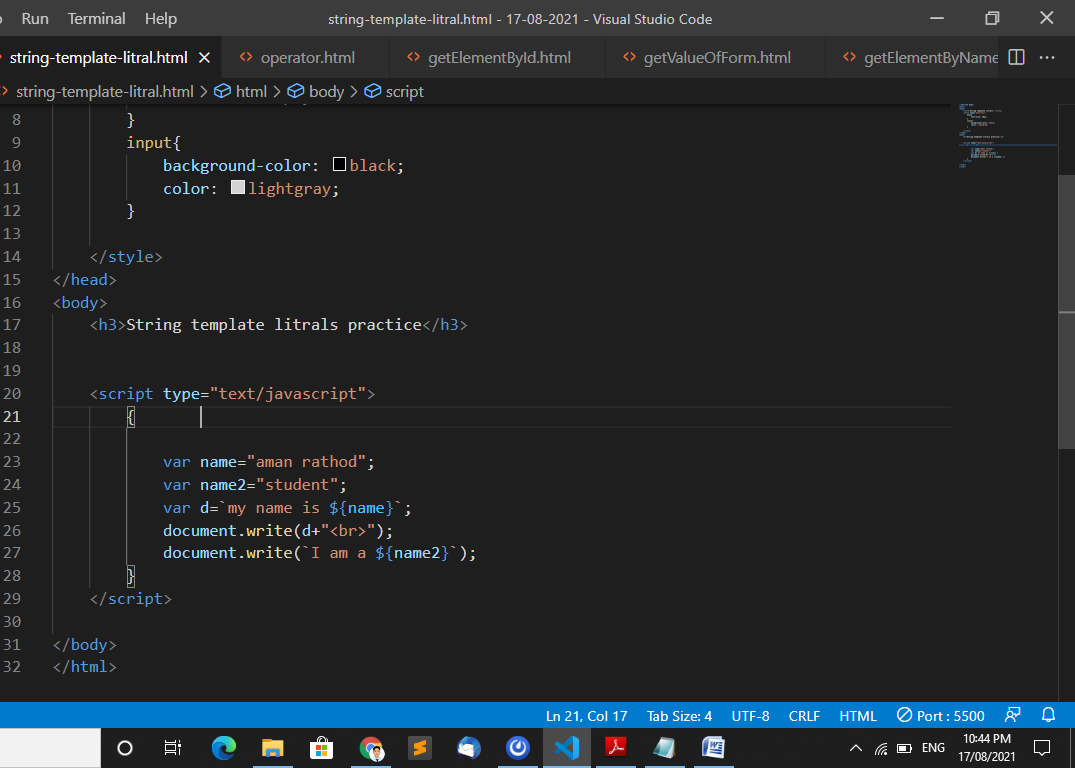 Run Terminal Help string-template-litral.html - 17-08-2021 - Visual Studio Code
string-template-litral.html operator.html getElementById.html getValueOfForm.html getElementByName
string-template-litral.html > html > body > script
8 }
9 input{
10 background-color: black;
11 color: lightgray;
12 }
13
14 </style>
15 </head>
16 <body>
17 <h3>String template litrals practice</h3>
18
19
20 <script type="text/javascript">
21 {
22
23 var name="aman rathod";
24 var name2="student";
25 var d=`my name is ${name}`;
26 document.write(d+"<br>");
27 document.write(`I am a ${name2}`);
28 }
29 </script>
30
31 </body>
32 </html>
Ln 21, Col 17 Tab Size: 4 UTF-8 CRLF HTML Port : 5500
ENG 10:44 PM
17/08/2021